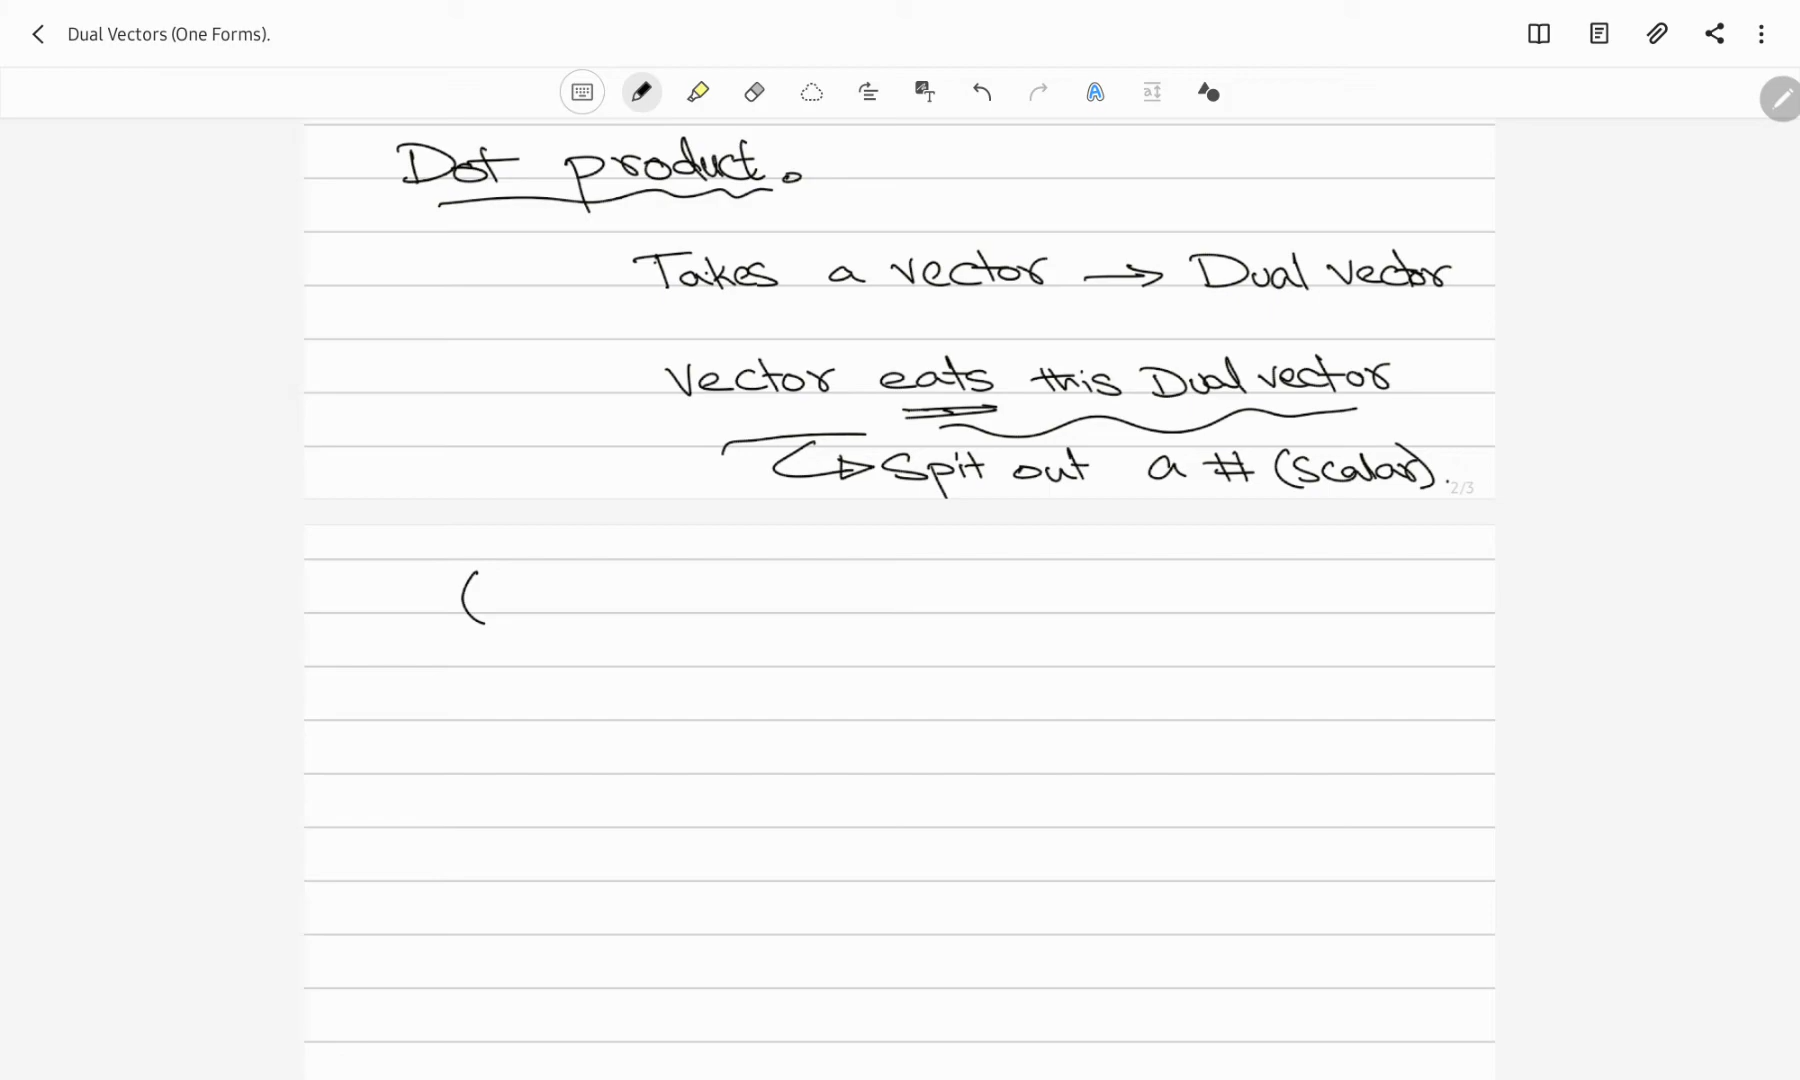 Dual Vectors (One Forms).
Dot product.
Takes a vector → Dual vector
Vector eats this Dual vector
↳ Spit out a # (scalar).
2/3
(